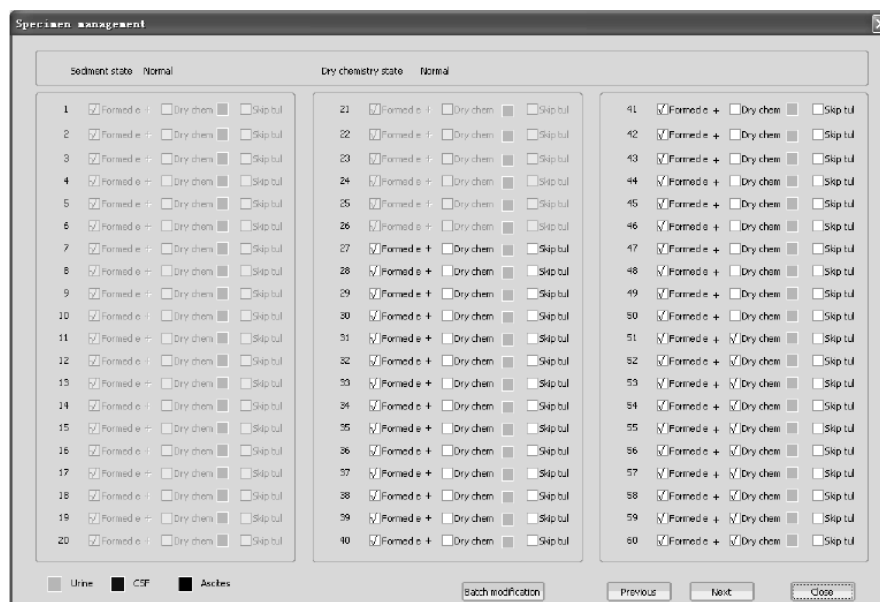 Specimen management
Sediment state Normal Dry chemistry state Normal
1 Formed e + Dry chem Skip tul 21 Formed e + Dry chem Skip tul 41 Formed e + Dry chem Skip tul
2 Formed e + Dry chem Skip tul 22 Formed e + Dry chem Skip tul 42 Formed e + Dry chem Skip tul
3 Formed e + Dry chem Skip tul 23 Formed e + Dry chem Skip tul 43 Formed e + Dry chem Skip tul
4 Formed e + Dry chem Skip tul 24 Formed e + Dry chem Skip tul 44 Formed e + Dry chem Skip tul
5 Formed e + Dry chem Skip tul 25 Formed e + Dry chem Skip tul 45 Formed e + Dry chem Skip tul
6 Formed e + Dry chem Skip tul 26 Formed e + Dry chem Skip tul 46 Formed e + Dry chem Skip tul
7 Formed e + Dry chem Skip tul 27 Formed e + Dry chem Skip tul 47 Formed e + Dry chem Skip tul
8 Formed e + Dry chem Skip tul 28 Formed e + Dry chem Skip tul 48 Formed e + Dry chem Skip tul
9 Formed e + Dry chem Skip tul 29 Formed e + Dry chem Skip tul 49 Formed e + Dry chem Skip tul
10 Formed e + Dry chem Skip tul 30 Formed e + Dry chem Skip tul 50 Formed e + Dry chem Skip tul
11 Formed e + Dry chem Skip tul 31 Formed e + Dry chem Skip tul 51 Formed e + Dry chem Skip tul
12 Formed e + Dry chem Skip tul 32 Formed e + Dry chem Skip tul 52 Formed e + Dry chem Skip tul
13 Formed e + Dry chem Skip tul 33 Formed e + Dry chem Skip tul 53 Formed e + Dry chem Skip tul
14 Formed e + Dry chem Skip tul 34 Formed e + Dry chem Skip tul 54 Formed e + Dry chem Skip tul
15 Formed e + Dry chem Skip tul 35 Formed e + Dry chem Skip tul 55 Formed e + Dry chem Skip tul
16 Formed e + Dry chem Skip tul 36 Formed e + Dry chem Skip tul 56 Formed e + Dry chem Skip tul
17 Formed e + Dry chem Skip tul 37 Formed e + Dry chem Skip tul 57 Formed e + Dry chem Skip tul
18 Formed e + Dry chem Skip tul 38 Formed e + Dry chem Skip tul 58 Formed e + Dry chem Skip tul
19 Formed e + Dry chem Skip tul 39 Formed e + Dry chem Skip tul 59 Formed e + Dry chem Skip tul
20 Formed e + Dry chem Skip tul 40 Formed e + Dry chem Skip tul 60 Formed e + Dry chem Skip tul
Urine CSF Ascites Batch modification Previous Next Close